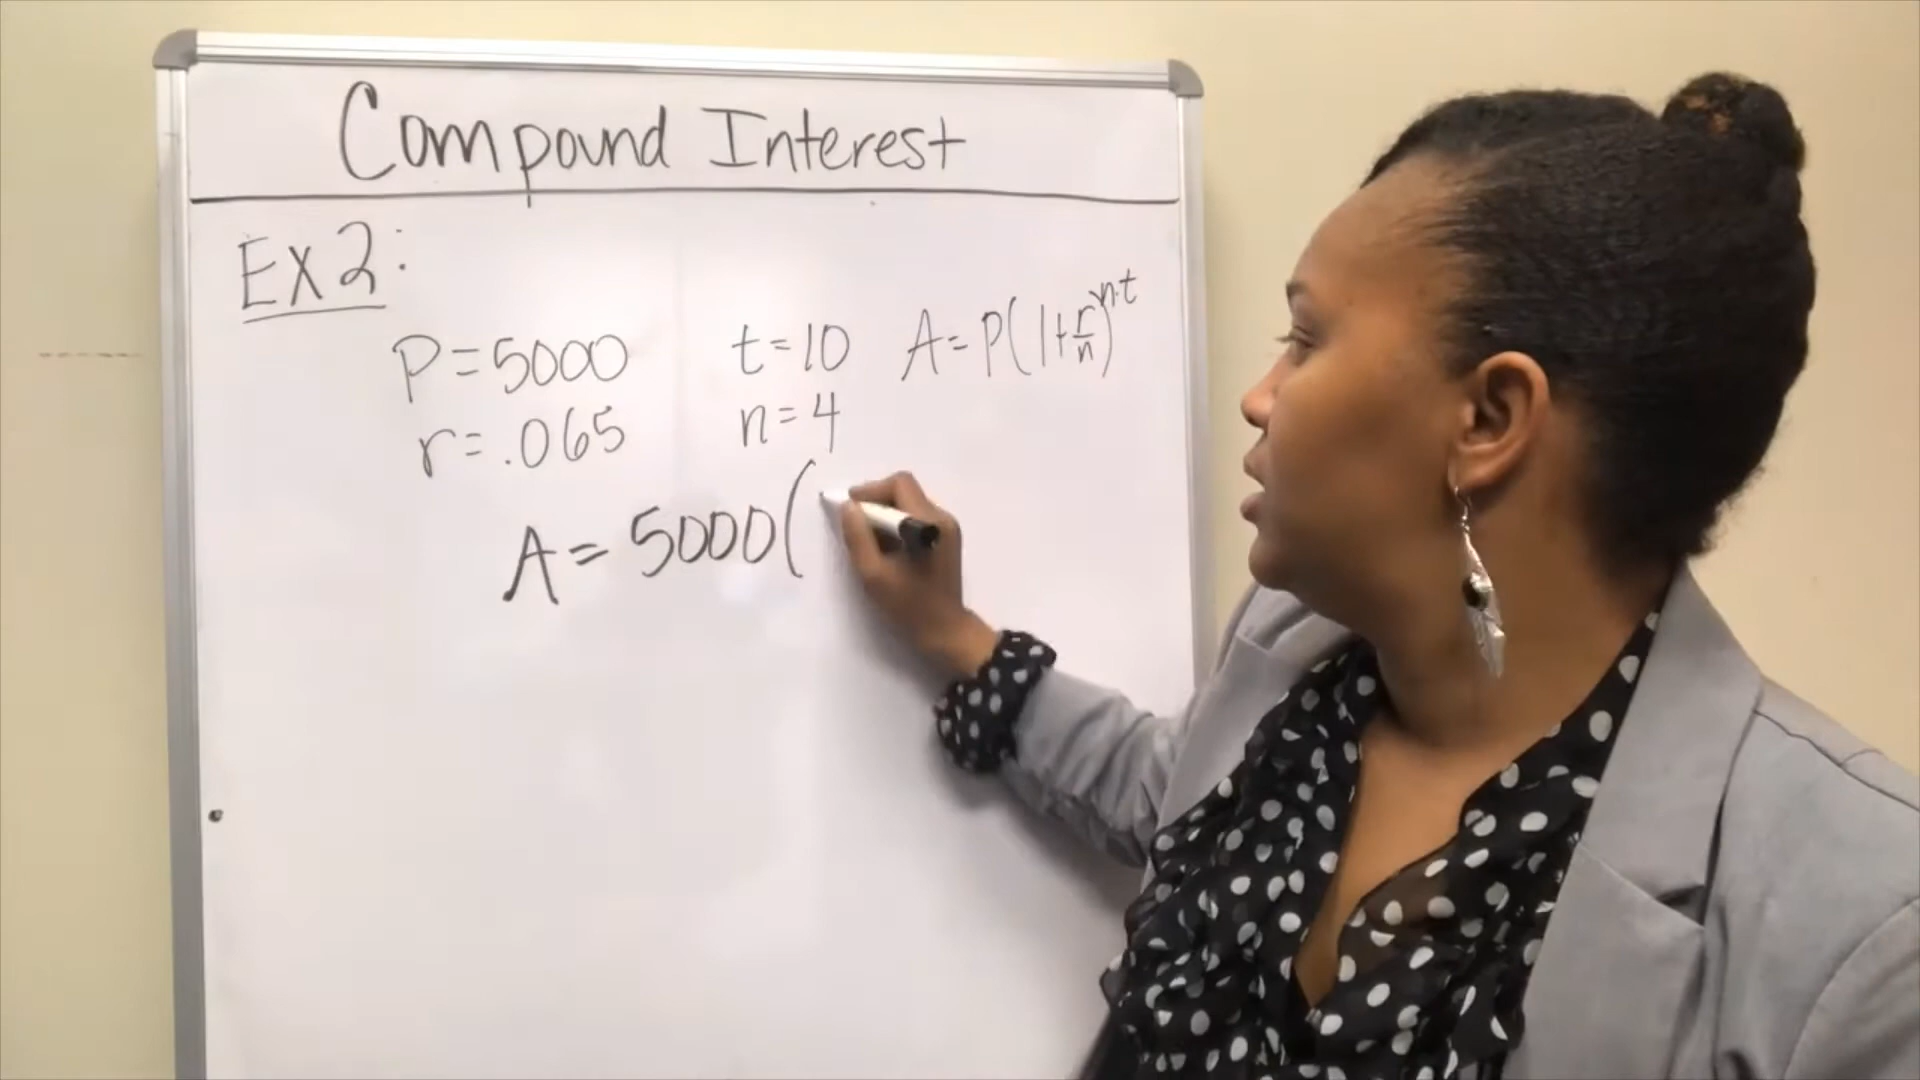 Compound Interest
Ex 2:
P = 5000 t = 10 A = P(1+r/n)^n·t
r = .065 n = 4
A = 5000(